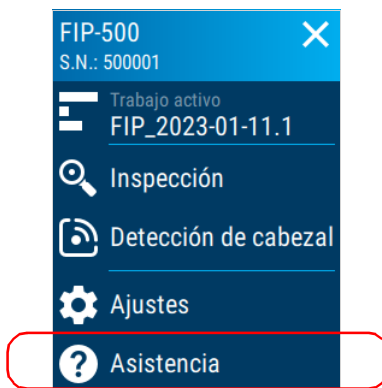 FIP-500
S.N.: 500001
Trabajo activo
FIP_2023-01-11.1
Inspección
Detección de cabezal
Ajustes
Asistencia